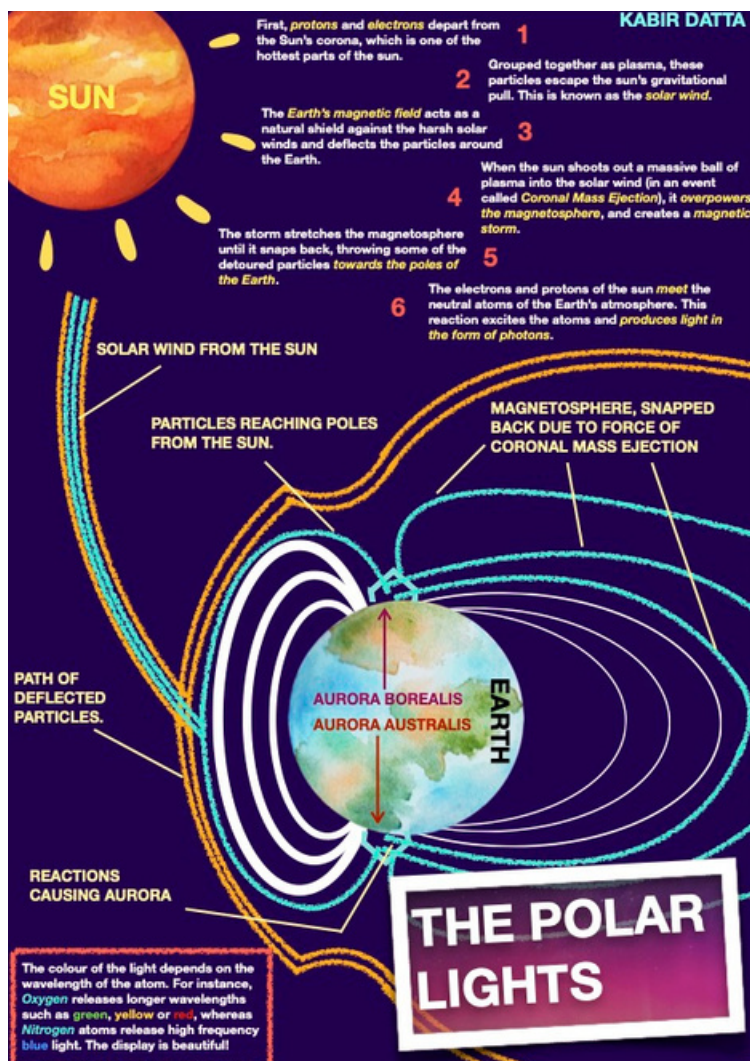 KABIR DATTA
SUN
First, protons and electrons depart from
the Sun's corona, which is one of the
hottest parts of the sun.
1
2
Grouped together as plasma, these
particles escape the sun's gravitational
pull. This is known as the solar wind.
The Earth's magnetic field acts as a
natural shield against the harsh solar
winds and deflects the particles around
the Earth.
3
4
When the sun shoots out a massive ball of
plasma into the solar wind (in an event
called Coronal Mass Ejection), it overpowers
the magnetosphere, and creates a magnetic
storm.
The storm stretches the magnetosphere
until it snaps back, throwing some of the
detoured particles towards the poles of
the Earth.
5
6
The electrons and protons of the sun meet the
neutral atoms of the Earth's atmosphere. This
reaction excites the atoms and produces light in
the form of photons.
SOLAR WIND FROM THE SUN
PARTICLES REACHING POLES
FROM THE SUN.
MAGNETOSPHERE, SNAPPED
BACK DUE TO FORCE OF
CORONAL MASS EJECTION
PATH OF
DEFLECTED
PARTICLES.
AURORA BOREALIS
AURORA AUSTRALIS
EARTH
REACTIONS
CAUSING AURORA
THE POLAR
LIGHTS
The colour of the light depends on the
wavelength of the atom. For instance,
Oxygen releases longer wavelengths
such as green, yellow or red, whereas
Nitrogen atoms release high frequency
blue light. The display is beautiful!